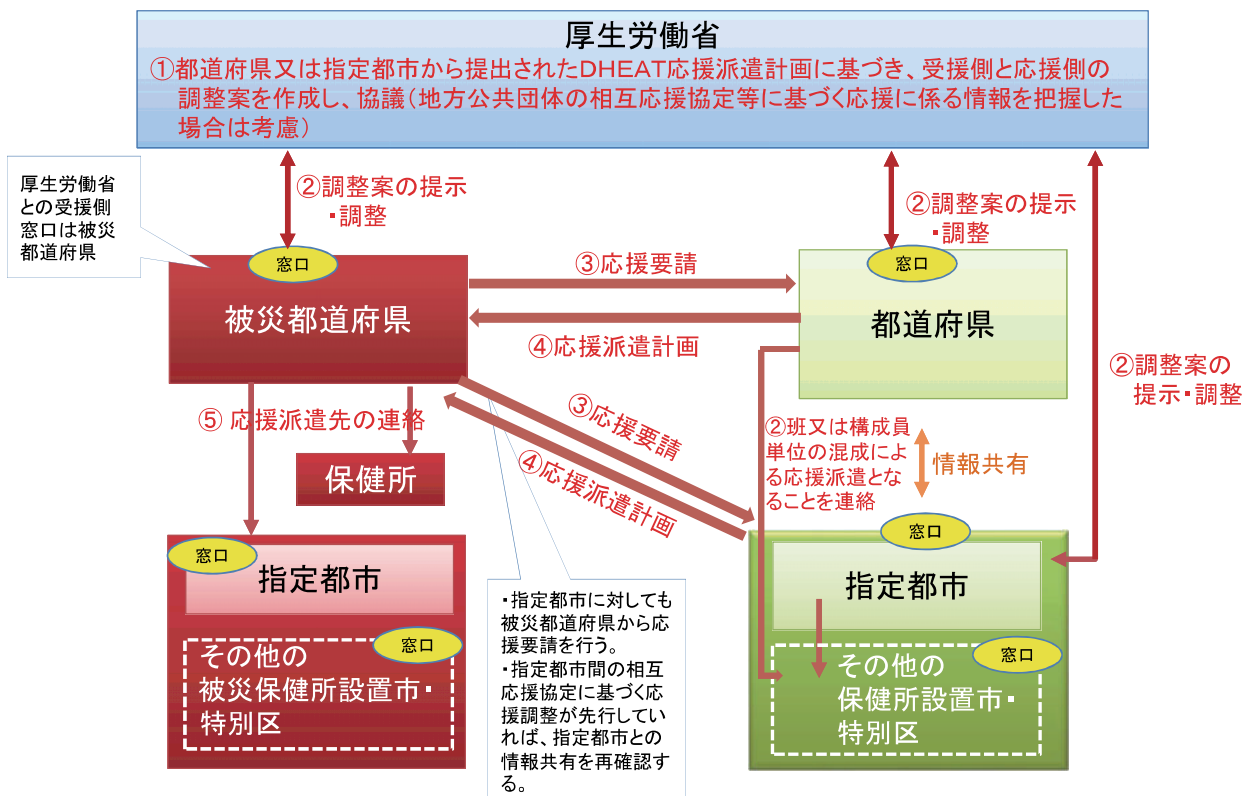 厚生労働省
①都道府県又は指定都市から提出されたDHEAT応援派遣計画に基づき、受援側と応援側の
調整案を作成し、協議(地方公共団体の相互応援協定等に基づく応援に係る情報を把握した
場合は考慮)
厚生労働省
との受援側
窓口は被災
都道府県
②調整案の提示
・調整
②調整案の提示
・調整
②調整案の
提示・調整
窓口
被災都道府県
③応援要請
④応援派遣計画
窓口
都道府県
⑤ 応援派遣先の連絡
保健所
③応援要請
④応援派遣計画
②班又は構成員
単位の混成によ
る応援派遣とな
ることを連絡
情報共有
窓口
指定都市
窓口
その他の
被災保健所設置市・
特別区
・指定都市に対しても
被災都道府県から応
援要請を行う。
・指定都市間の相互
応援協定に基づく応
援調整が先行してい
れば、指定都市との
情報共有を再確認す
る。
窓口
指定都市
窓口
その他の
保健所設置市・
特別区